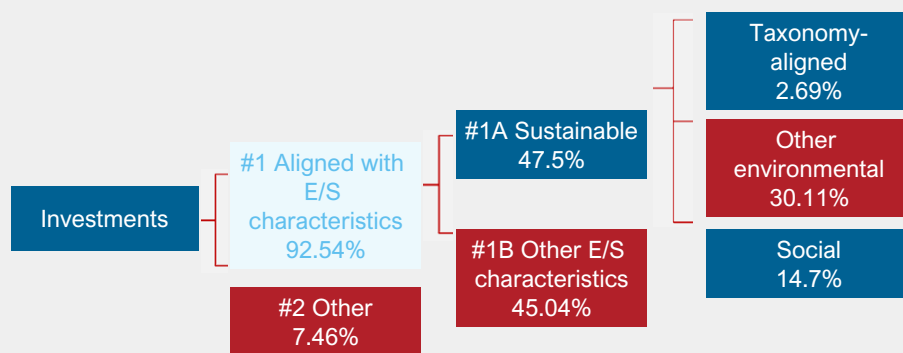 Investments
#1 Aligned with
E/S
characteristics
92.54%
#2 Other
7.46%
#1A Sustainable
47.5%
#1B Other E/S
characteristics
45.04%
Taxonomy-
aligned
2.69%
Other
environmental
30.11%
Social
14.7%